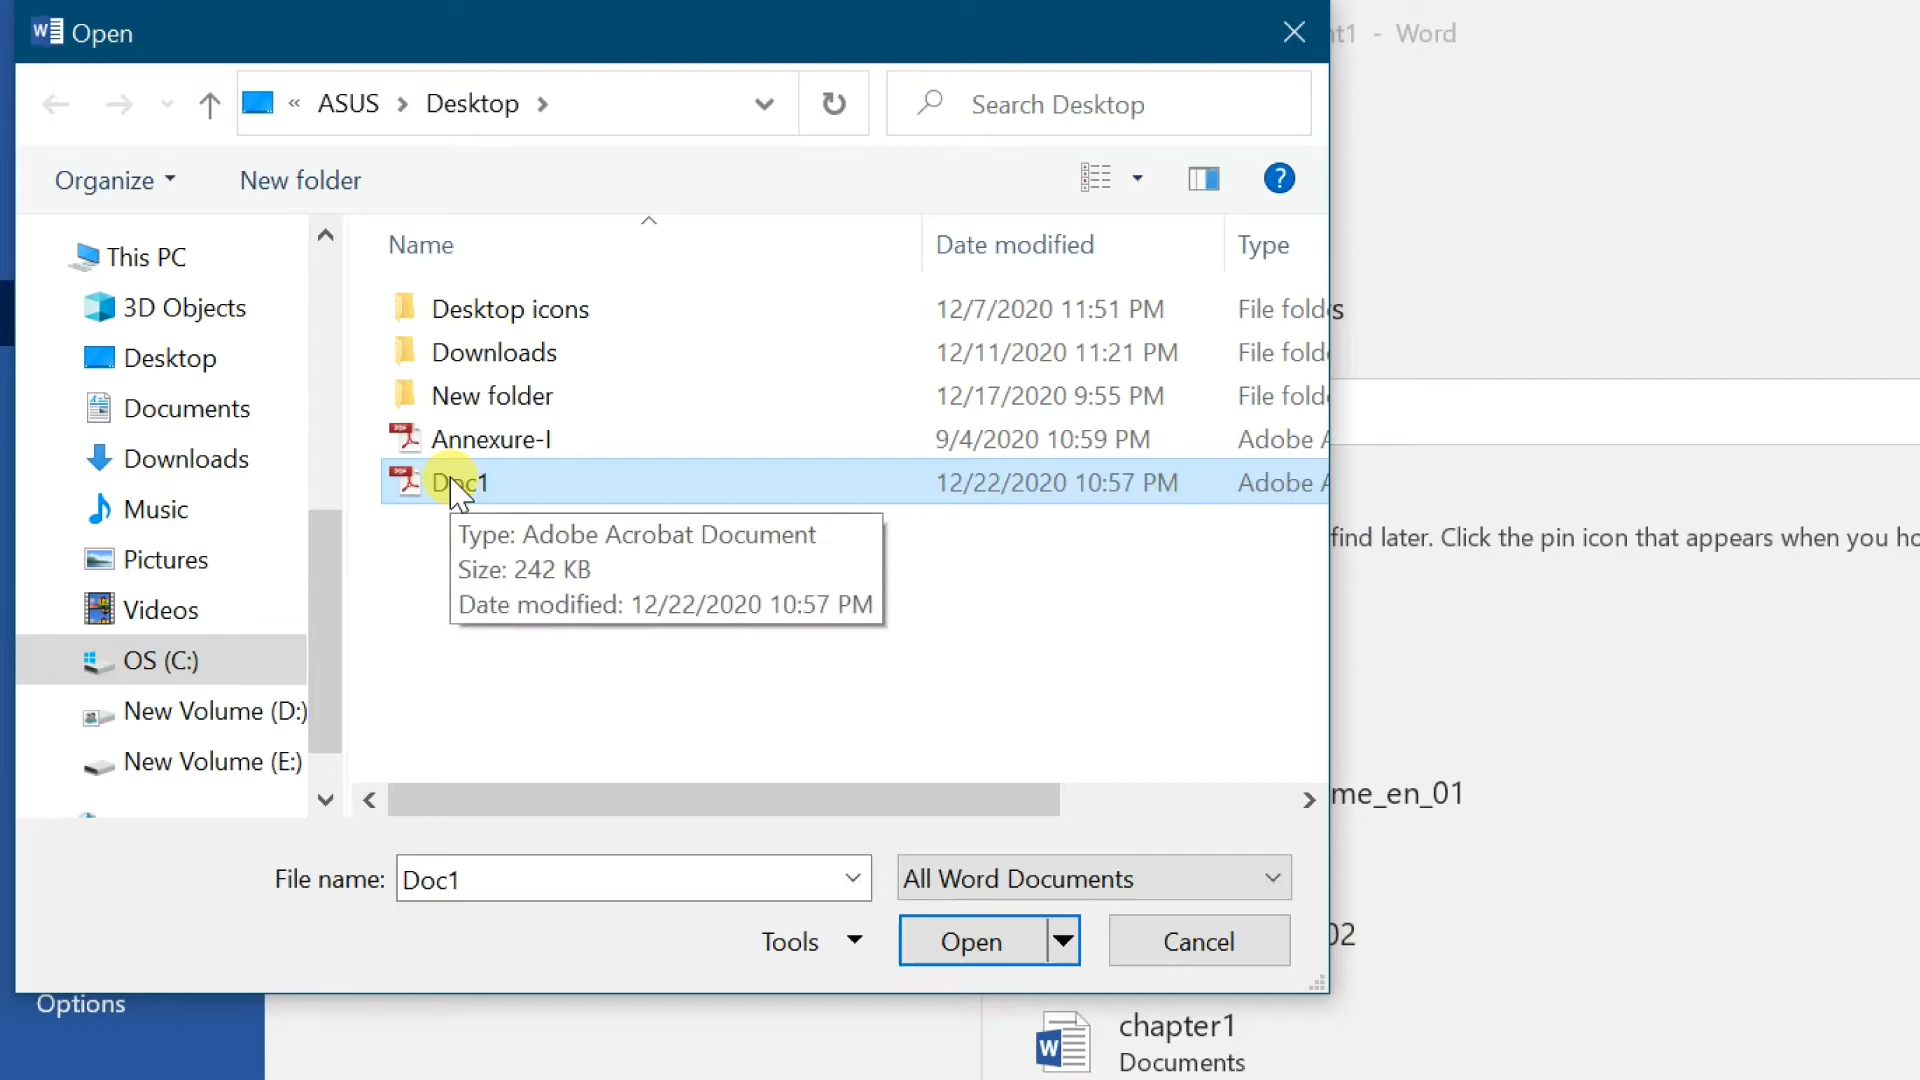 Open
nt1 - Word
« ASUS > Desktop >
Search Desktop
Organize
New folder
Name
Date modified
Type
This PC
3D Objects
Desktop
Documents
Downloads
Music
Pictures
Videos
OS (C:)
New Volume (D:)
New Volume (E:)
Desktop icons 12/7/2020 11:51 PM File folde
Downloads 12/11/2020 11:21 PM File folde
New folder 12/17/2020 9:55 PM File folde
Annexure-I 9/4/2020 10:59 PM Adobe A
Doc1 12/22/2020 10:57 PM Adobe A
Type: Adobe Acrobat Document
Size: 242 KB
Date modified: 12/22/2020 10:57 PM
s
find later. Click the pin icon that appears when you ho
me_en_01
File name: Doc1
All Word Documents
Tools
Open
Cancel
02
Options
chapter1
Documents